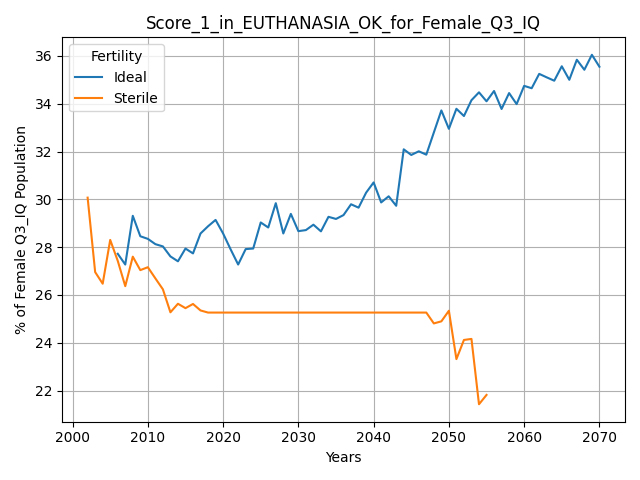 Score_1_in_EUTHANASIA_OK_for_Female_Q3_IQ
Fertility
Ideal
Sterile
% of Female Q3_IQ Population
36
34
32
30
28
26
24
22
2000 2010 2020 2030 2040 2050 2060 2070
Years